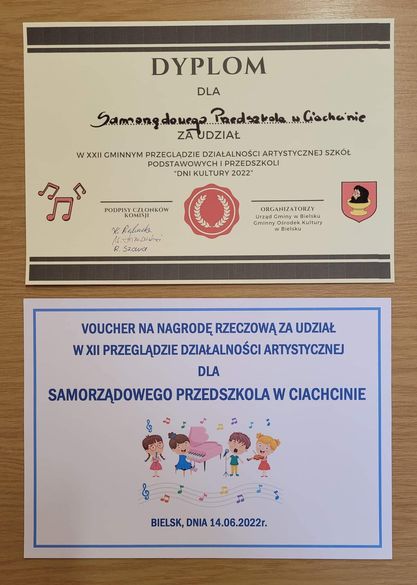 DYPLOM
DLA
Samorządowego Przedszkola w Ciachcinie
ZA UDZIAŁ
W XXII GMINNYM PRZEGLĄDZIE DZIAŁALNOŚCI ARTYSTYCZNEJ SZKÓŁ
PODSTAWOWYCH I PRZEDSZKOLI
"DNI KULTURY 2022"
PODPISY CZŁONKÓW
KOMISJI
ORGANIZATORZY
Urząd Gminy w Bielsku
Gminny Ośrodek Kultury
w Bielsku
VOUCHER NA NAGRODĘ RZECZOWĄ ZA UDZIAŁ
W XII PRZEGLĄDZIE DZIAŁALNOŚCI ARTYSTYCZNEJ
DLA
SAMORZĄDOWEGO PRZEDSZKOLA W CIACHCINIE
BIELSK, DNIA 14.06.2022r.